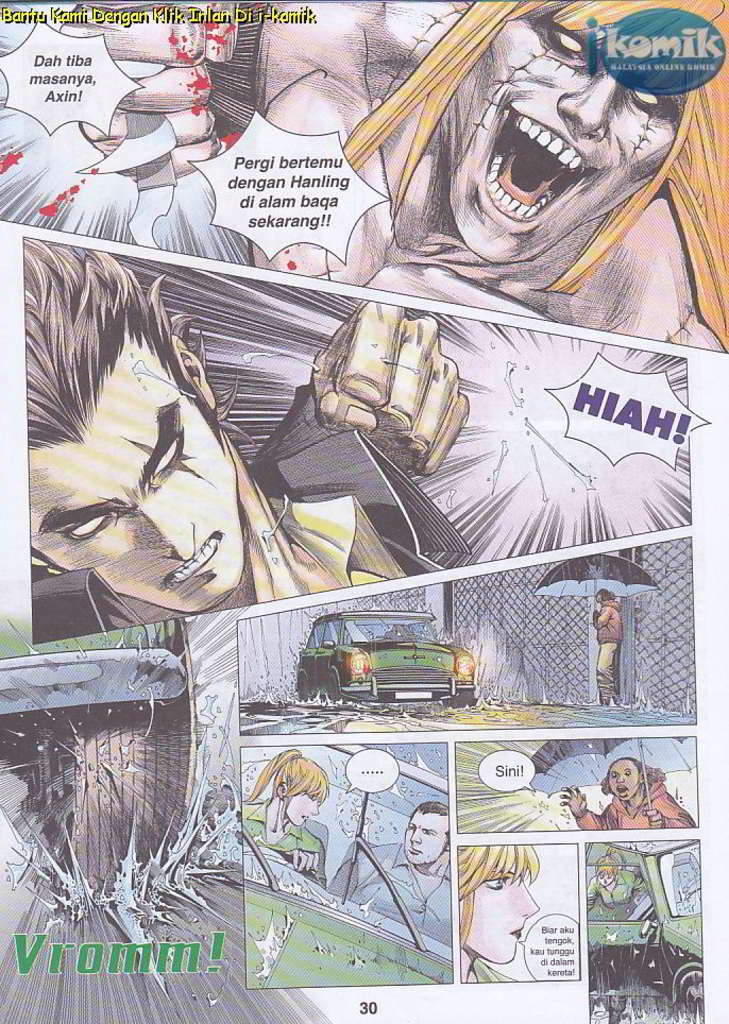 Bantu Kami Dengan Klik Inlan Di i-komik
ikomik
MALAYSIA ONLINE KOMIK
Dah tiba
masanya,
Axin!
Pergi bertemu
dengan Hanling
di alam baqa
sekarang!!
HIAH!
Vromm!
.....
Sini!
Biar aku
tengok,
kau tunggu
di dalam
kereta!
30